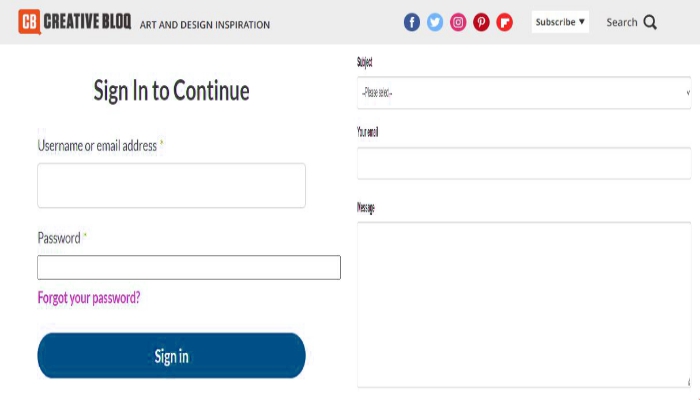 CB CREATIVE BLOQ ART AND DESIGN INSPIRATION
Subscribe ▼ Search
Sign In to Continue
Username or email address *
Password *
Forgot your password?
Sign in
Subject
--Please select--
Your email
Message